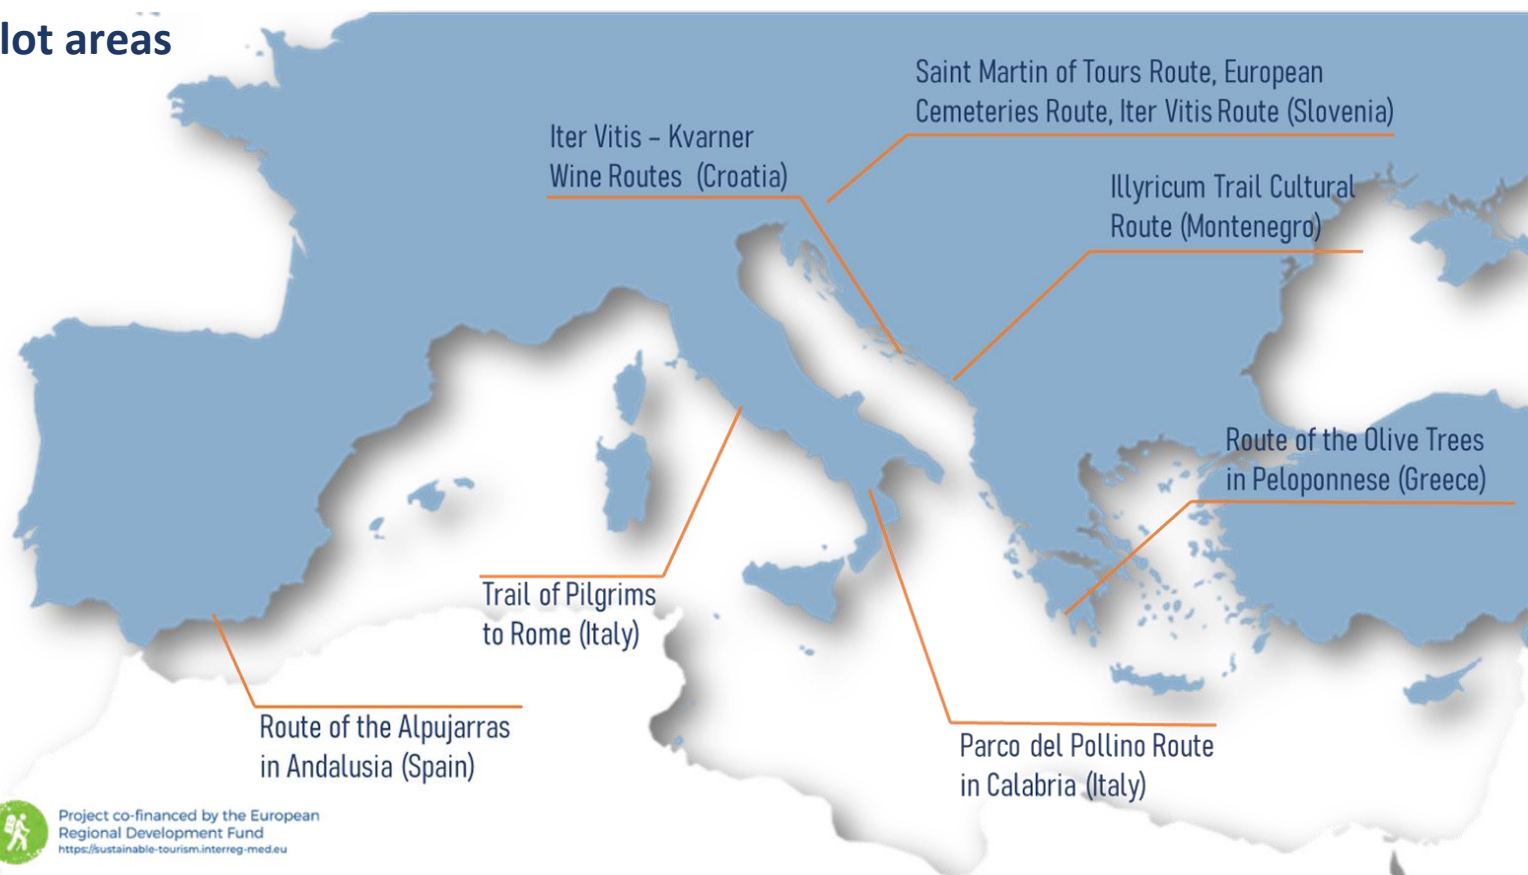 lot areas
Saint Martin of Tours Route, European
Cemeteries Route, Iter Vitis Route (Slovenia)
Iter Vitis – Kvarner
Wine Routes (Croatia)
Illyricum Trail Cultural
Route (Montenegro)
Route of the Olive Trees
in Peloponnese (Greece)
Trail of Pilgrims
to Rome (Italy)
Route of the Alpujarras
in Andalusia (Spain)
Parco del Pollino Route
in Calabria (Italy)
Project co-financed by the European
Regional Development Fund
https://sustainable-tourism.interreg-med.eu